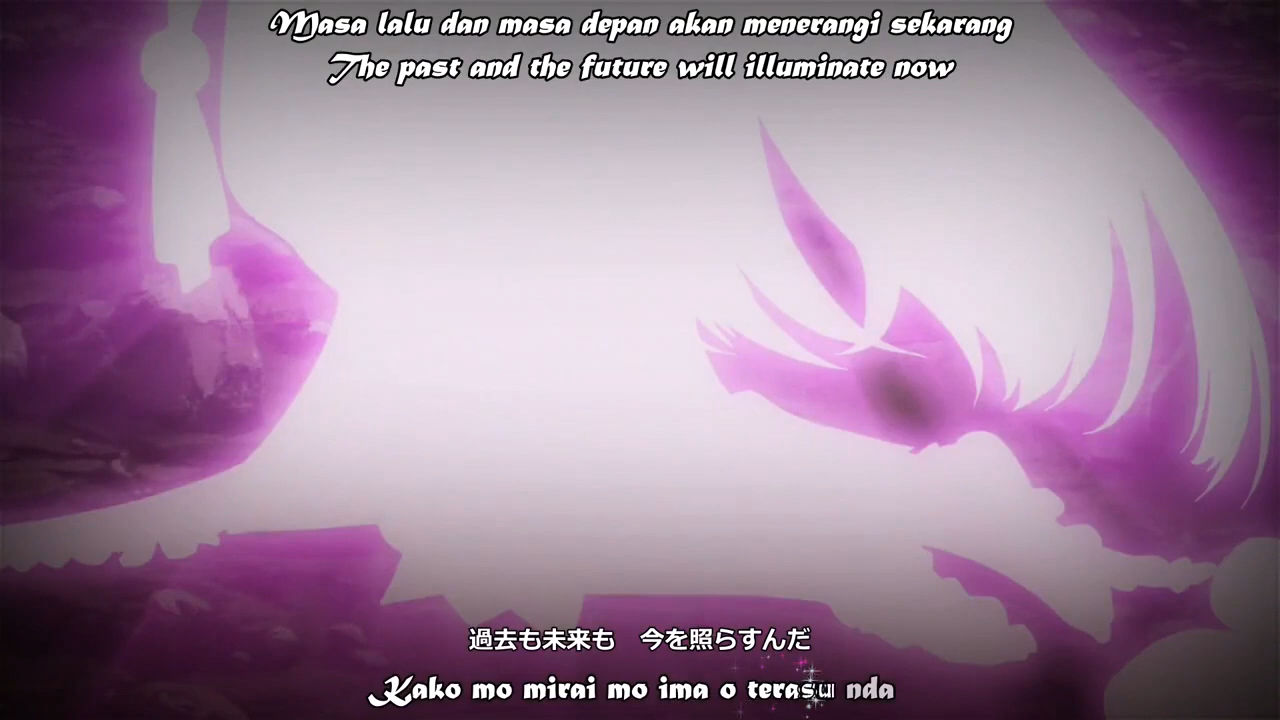 Masa lalu dan masa depan akan menerangi sekarang
The past and the future will illuminate now
過去も未来も　今を照らすんだ
Kako mo mirai mo ima o terasu nda